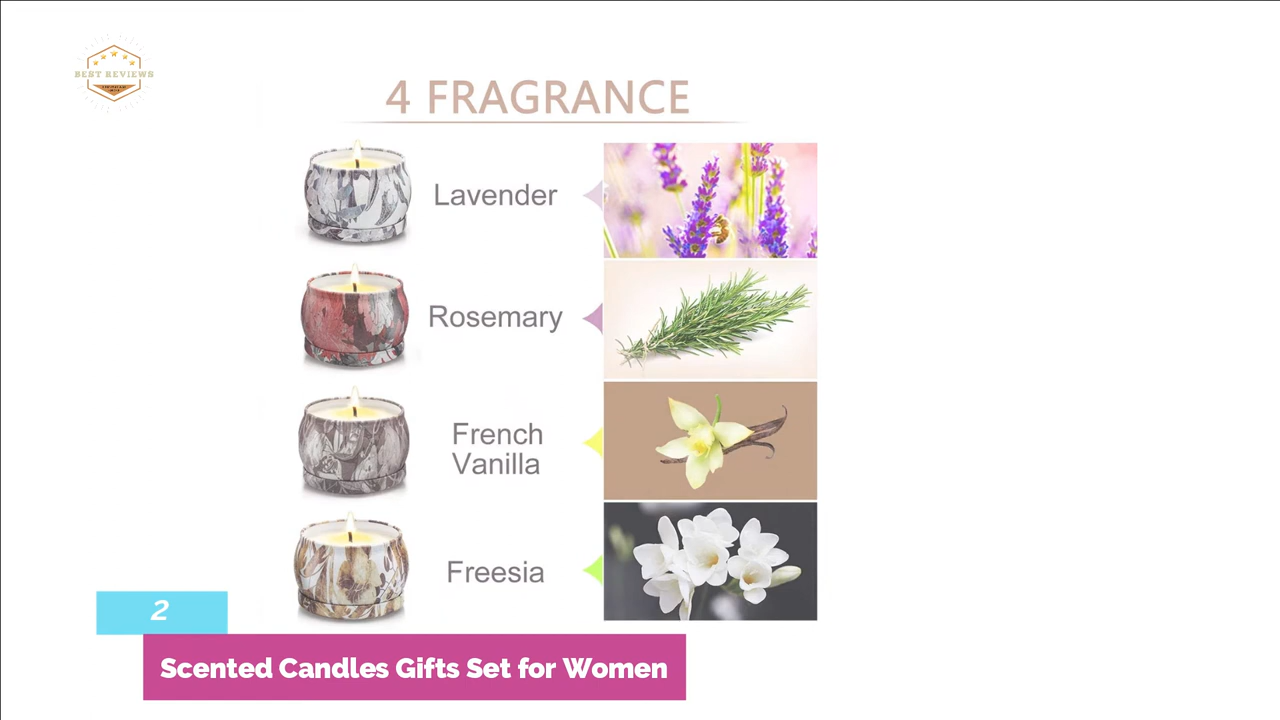 BEST REVIEWS
4 FRAGRANCE
Lavender
Rosemary
French
Vanilla
Freesia
2
Scented Candles Gifts Set for Women